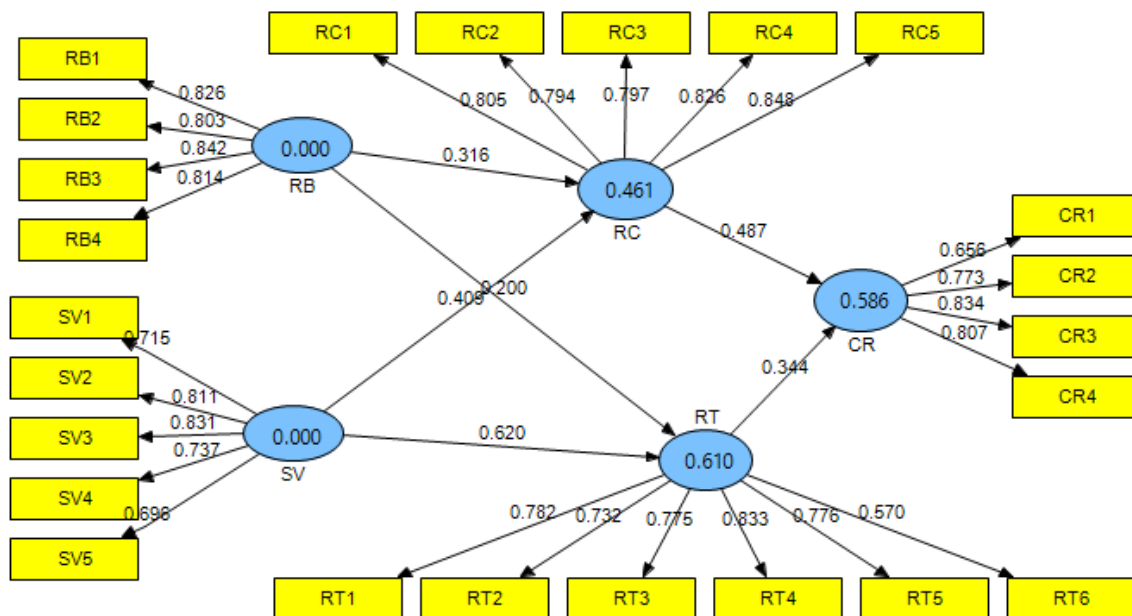 RC1 RC2 RC3 RC4 RC5
RB1
RB2
RB3
RB4
0.826
0.803
0.842
0.814
0.000
RB
0.805 0.794 0.797 0.826 0.848
0.316
0.461
RC
0.487
0.409
0.200
SV1
SV2
SV3
SV4
SV5
0.715
0.811
0.831
0.737
0.696
0.000
SV
0.620
0.586
CR
0.656
0.773
0.834
0.807
CR1
CR2
CR3
CR4
0.344
RT
0.610
0.782 0.732 0.775 0.833 0.776 0.570
RT1 RT2 RT3 RT4 RT5 RT6